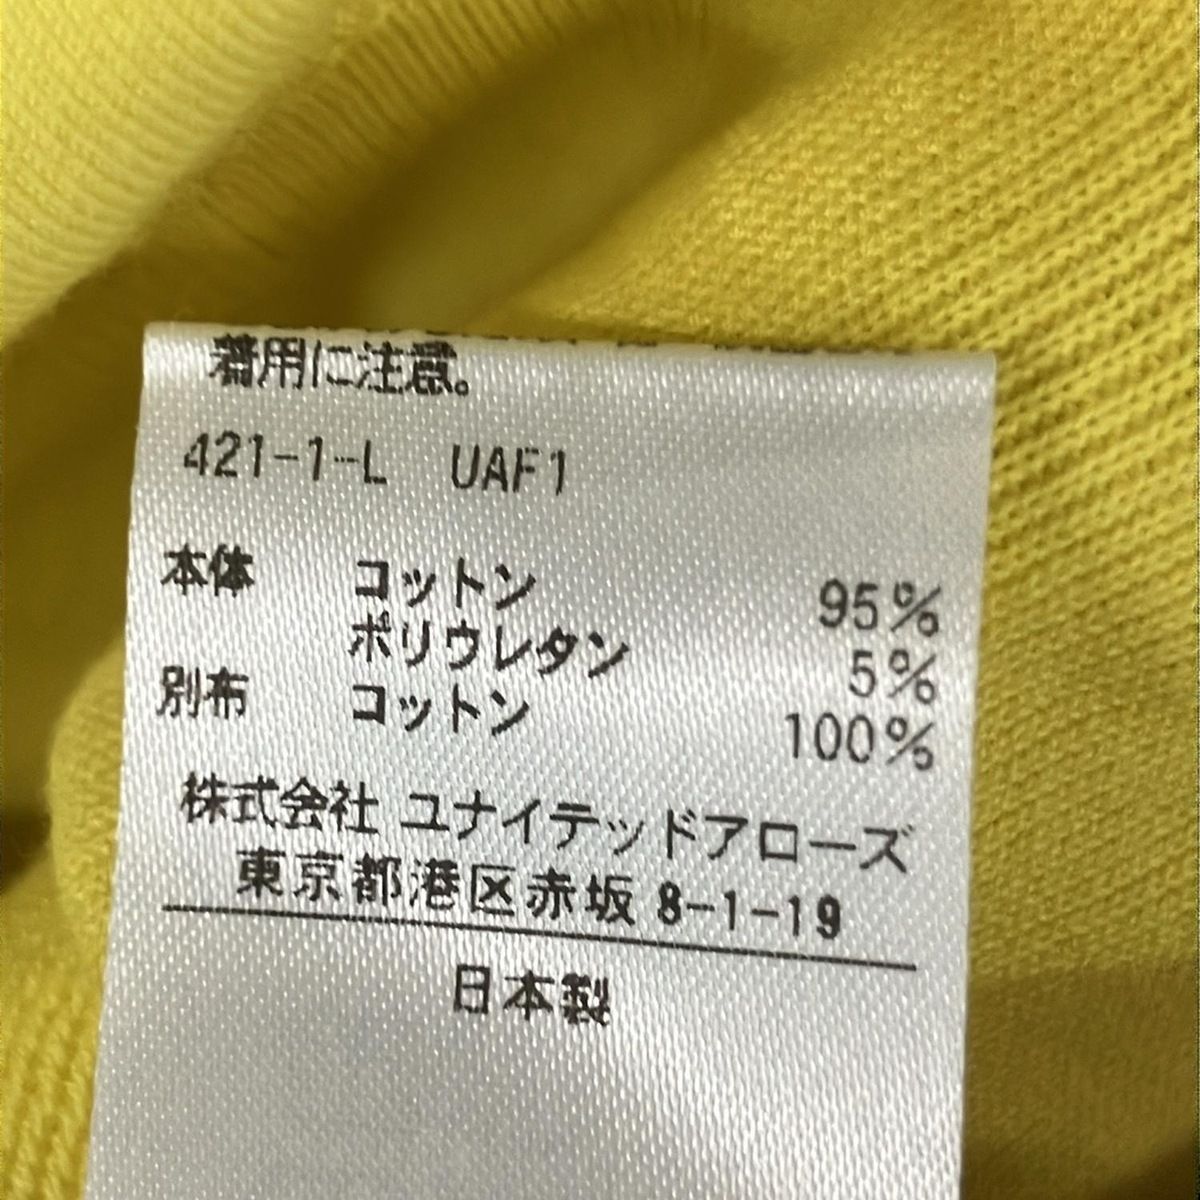 着用に注意。
421-1-L UAF1
本体 コットン 95%
ポリウレタン 5%
別布 コットン 100%
株式会社 ユナイテッドアローズ
東京都港区赤坂 8-1-19
日本製